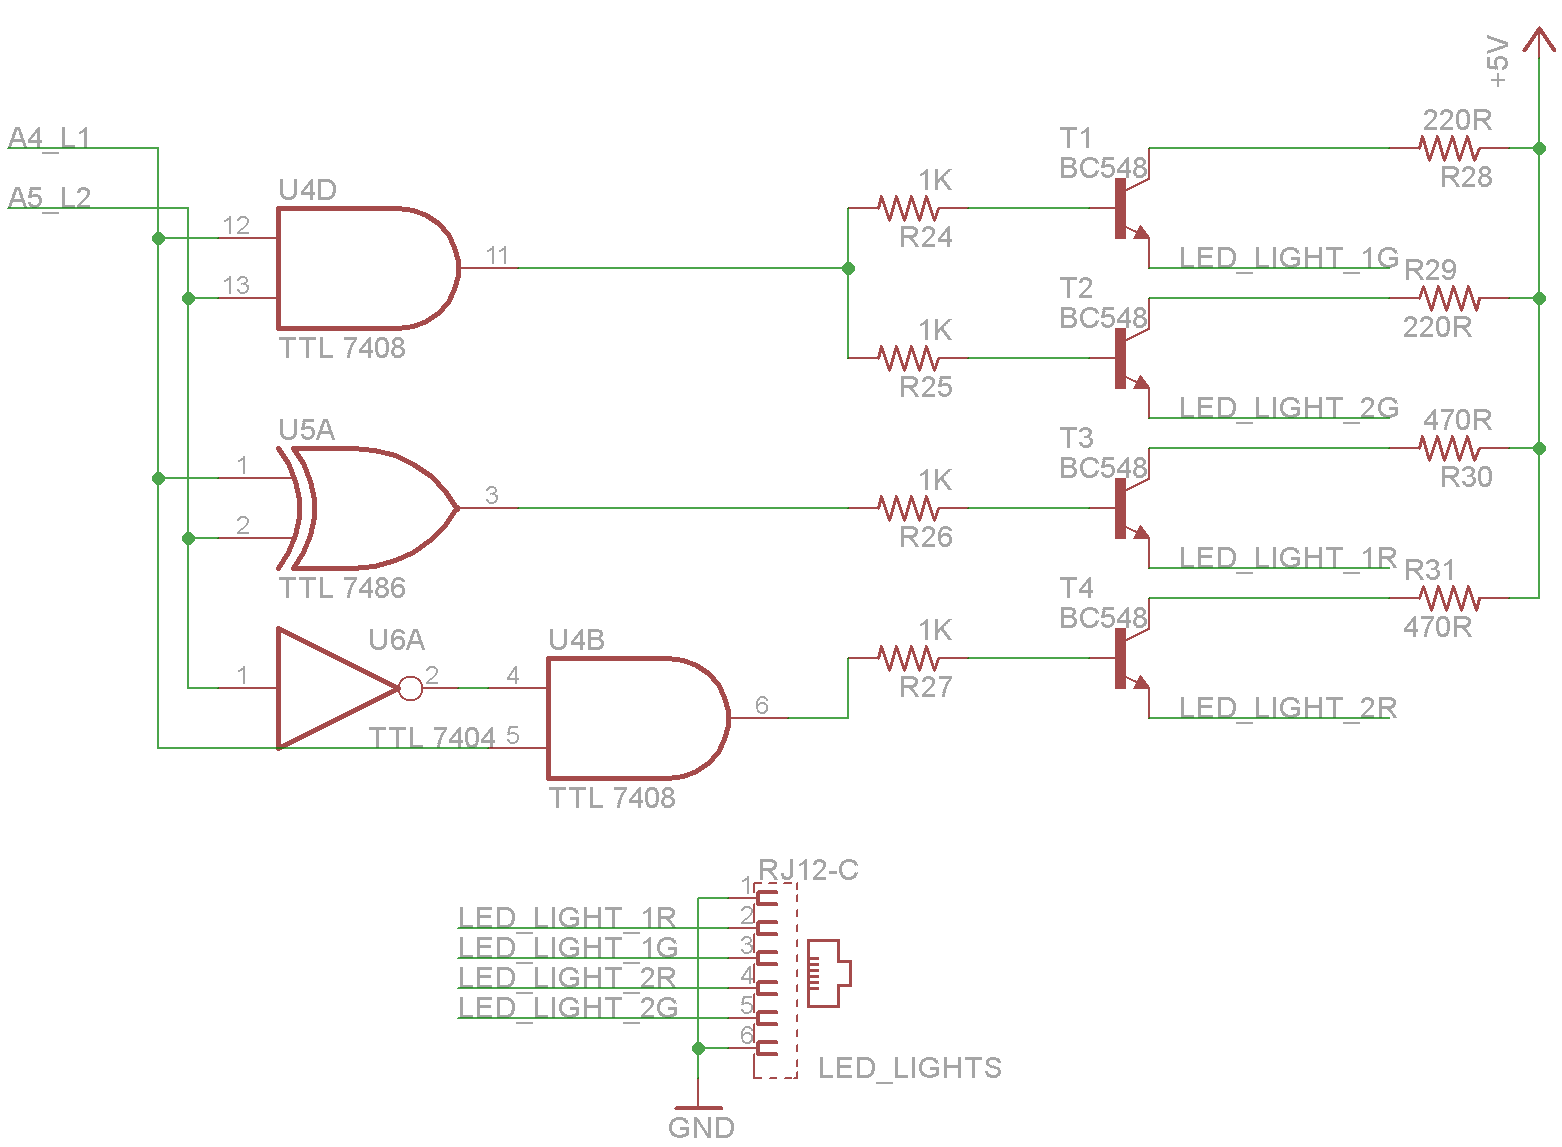 +5V
A4_L1
A5_L2
U4D
12
13
11
TTL 7408
1K
R24
1K
R25
T1
BC548
220R
R28
LED_LIGHT_1G
T2
BC548
R29
220R
LED_LIGHT_2G
U5A
1
2
3
TTL 7486
1K
R26
T3
BC548
470R
R30
LED_LIGHT_1R
U6A
1
2
TTL 7404
U4B
4
5
6
TTL 7408
1K
R27
T4
BC548
R31
470R
LED_LIGHT_2R
RJ12-C
1
LED_LIGHT_1R 2
LED_LIGHT_1G 3
LED_LIGHT_2R 4
LED_LIGHT_2G 5
6
LED_LIGHTS
GND